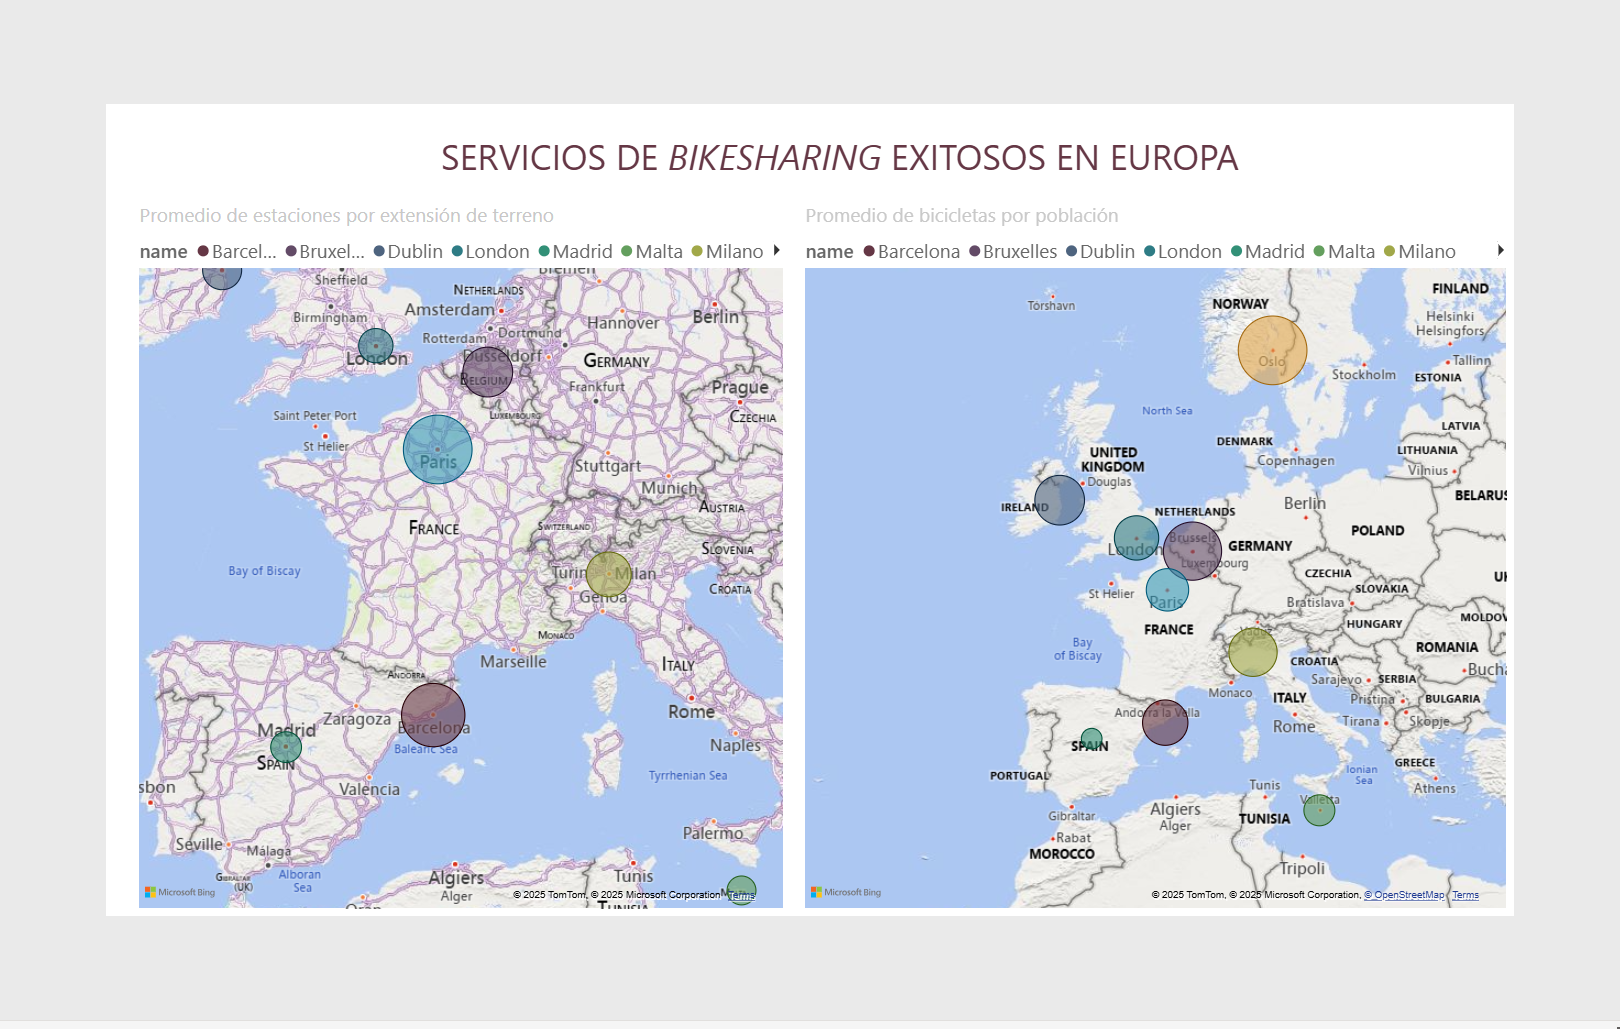 SERVICIOS DE BIKESHARING EXITOSOS EN EUROPA
Promedio de estaciones por extensión de terreno
name Barcel... Bruxel... Dublin London Madrid Malta Milano
Bremen
Sheffield
NETHERLANDS
Birmingham
Amsterdam
Berlin
Hannover
Rotterdam
Dortmund
London
Düsseldorf
GERMANY
BELGIUM
Frankfurt
Prague
Saint Peter Port
LUXEMBOURG
CZECHIA
St Helier
Paris
Stuttgart
Munich
AUSTRIA
FRANCE
SWITZERLAND
SLOVENIA
Bay of Biscay
Turin
Milan
CROATIA
Genoa
MONACO
Marseille
ITALY
ANDORRA
Rome
Zaragoza
Barcelona
Madrid
Balearic Sea
Naples
SPAIN
Tyrrhenian Sea
sbon
Valencia
Palermo
Seville
Málaga
GIBRALTAR
(UK)
Alboran
Sea
Algiers
Alger
Tunis
Oran
TUNISIA
Microsoft Bing
© 2025 TomTom, © 2025 Microsoft Corporation
Terms
Promedio de bicicletas por población
name Barcelona Bruxelles Dublin London Madrid Malta Milano
FINLAND
Tórshavn
NORWAY
Helsinki
Helsingfors
Oslo
Tallinn
Stockholm
ESTONIA
North Sea
LATVIA
DENMARK
LITHUANIA
UNITED
KINGDOM
Copenhagen
Vilnius
Douglas
BELARUS
IRELAND
NETHERLANDS
Berlin
POLAND
Brussels
London
GERMANY
Luxembourg
CZECHIA
UK
St Helier
SLOVAKIA
Paris
Bratislava
MOLDOV
FRANCE
Vaduz
HUNGARY
Bay
of Biscay
ROMANIA
CROATIA
Bucha
Sarajevo
SERBIA
Monaco
ITALY
Pristina
BULGARIA
Andorra la Vella
Rome
Tirana
Skopje
SPAIN
GREECE
PORTUGAL
Ionian
Sea
Tunis
Athens
Valletta
Gibraltar
Algiers
Alger
TUNISIA
Rabat
MOROCCO
Tripoli
Microsoft Bing
© 2025 TomTom, © 2025 Microsoft Corporation, © OpenStreetMap Terms